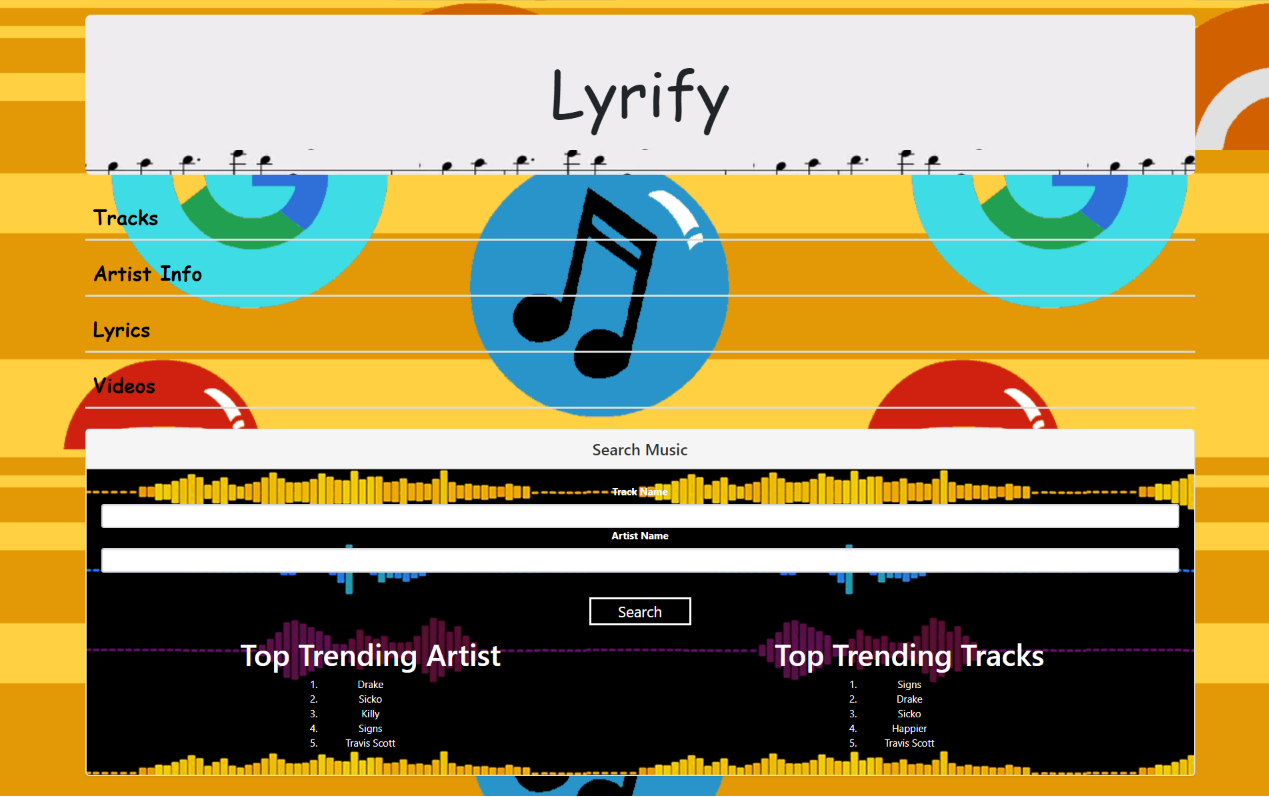 Lyrify
Tracks
Artist Info
Lyrics
Videos
Search Music
Track Name
Artist Name
Search
Top Trending Artist
1. Drake
2. Sicko
3. Killy
4. Signs
5. Travis Scott
Top Trending Tracks
1. Signs
2. Drake
3. Sicko
4. Happier
5. Travis Scott